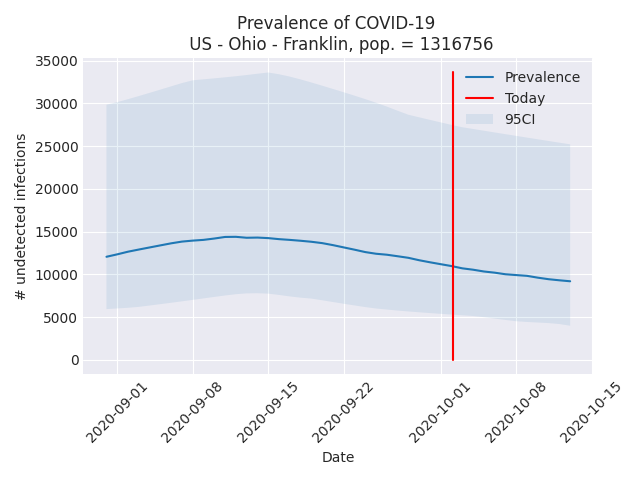 Prevalence of COVID-19
US - Ohio - Franklin, pop. = 1316756
35000
30000
25000
20000
15000
10000
5000
0
# undetected infections
Prevalence
Today
95CI
2020-09-01
2020-09-08
2020-09-15
2020-09-22
2020-10-01
2020-10-08
2020-10-15
Date